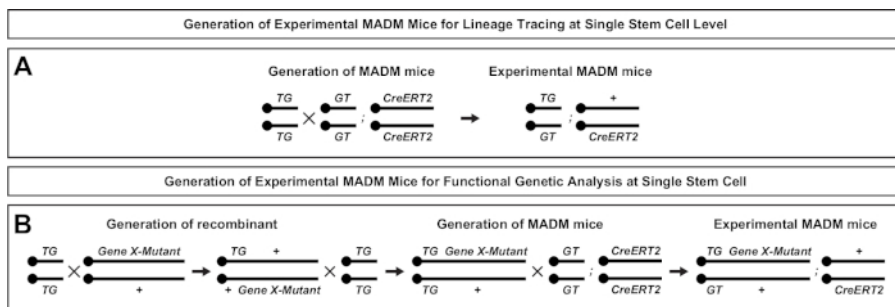 Generation of Experimental MADM Mice for Lineage Tracing at Single Stem Cell Level
A
Generation of MADM mice Experimental MADM mice
TG GT CreERT2 TG +
× ; ;
TG GT CreERT2 GT CreERT2
Generation of Experimental MADM Mice for Functional Genetic Analysis at Single Stem Cell
B
Generation of recombinant Generation of MADM mice Experimental MADM mice
TG Gene X-Mutant TG + TG TG Gene X-Mutant GT CreERT2 TG Gene X-Mutant +
× × × ; ;
TG + + Gene X-Mutant TG TG + GT CreERT2 GT + CreERT2